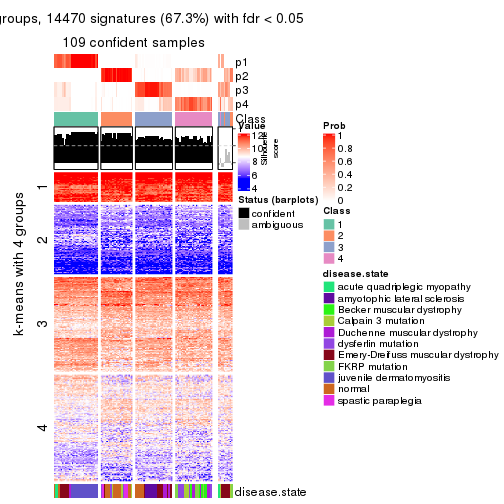 groups, 14470 signatures (67.3%) with fdr < 0.05
109 confident samples
p1
p2
p3
p4
Class
k-means with 4 groups
1
2
3
4
disease.state
Value
12
10
8
6
4
Silhouette
score
Status (barplots)
confident
ambiguous
Prob
1
0.8
0.6
0.4
0.2
0
Class
1
2
3
4
disease.state
acute quadriplegic myopathy
amyotophic lateral sclerosis
Becker muscular dystrophy
Calpain 3 mutation
Duchenne muscular dystrophy
dysferlin mutation
Emery-Dreifuss muscular dystrophy
FKRP mutation
juvenile dermatomyositis
normal
spastic paraplegia